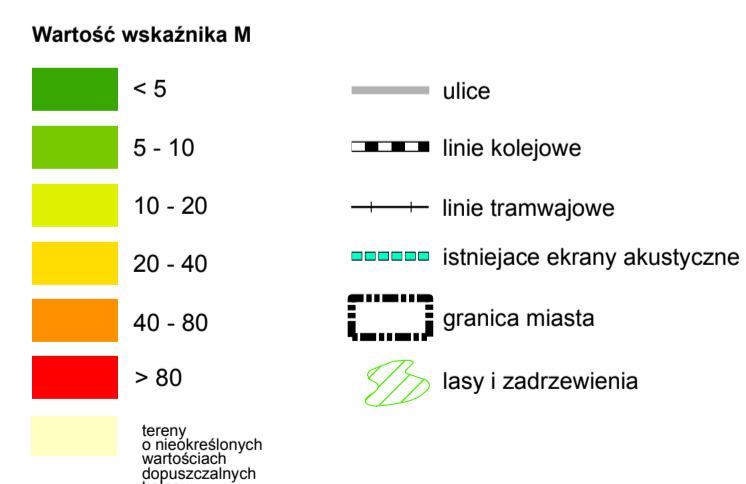 Wartość wskaźnika M
< 5
5 - 10
10 - 20
20 - 40
40 - 80
> 80
tereny
o nieokreślonych
wartościach
dopuszczalnych
ulice
linie kolejowe
linie tramwajowe
istniejace ekrany akustyczne
granica miasta
lasy i zadrzewienia